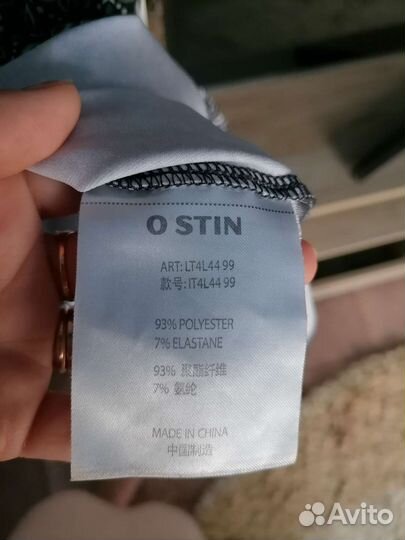 O STIN
ART: LT4L44 99
款号: IT4L44 99
93% POLYESTER
7% ELASTANE
93% 聚酯纤维
7% 氨纶
MADE IN CHINA
中国制造
Avito